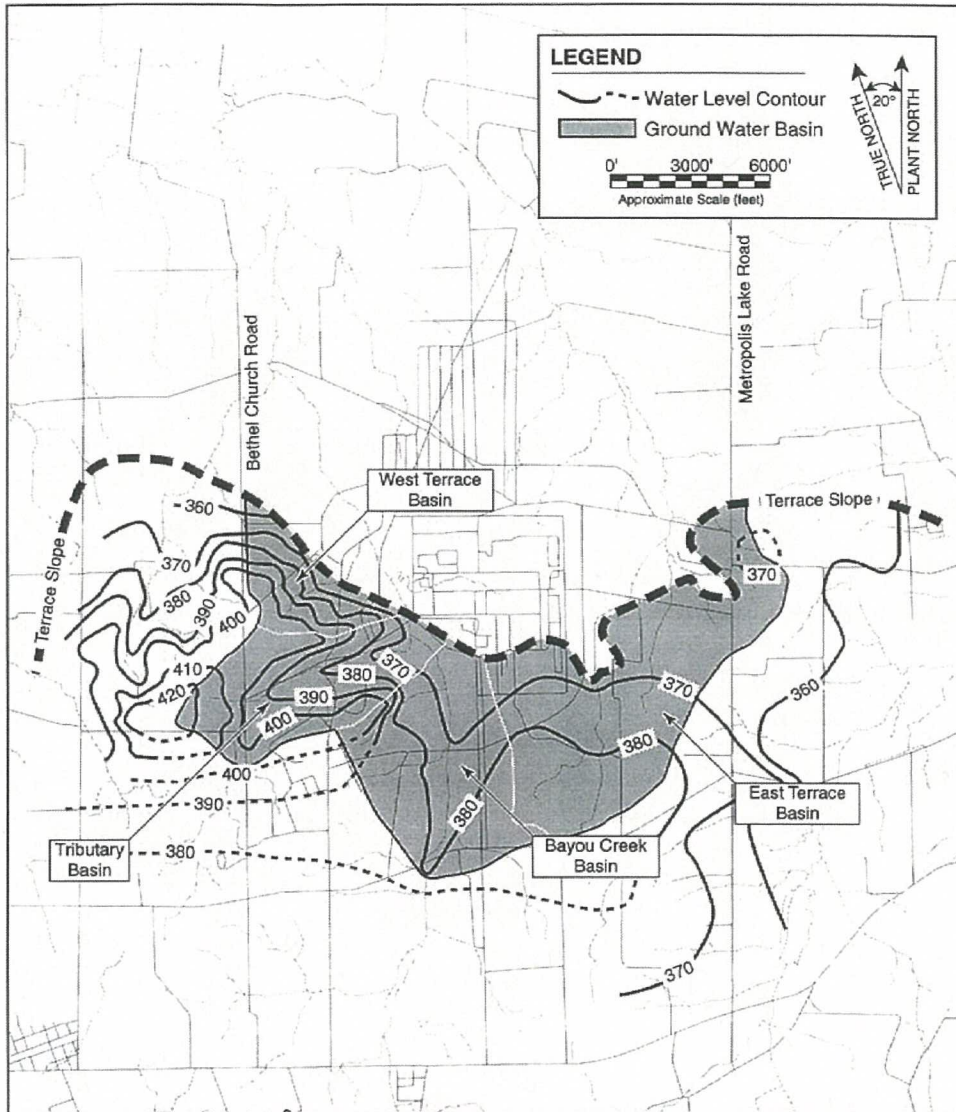 LEGEND
Water Level Contour
Ground Water Basin
0' 3000' 6000'
Approximate Scale (feet)
20°
TRUE NORTH
PLANT NORTH
Bethel Church Road
Metropolis Lake Road
West Terrace
Basin
Terrace Slope
Terrace Slope
360
370
380
390
400
410
420
370
380
390
400
400
390
380
380
380
370
370
360
370
Tributary
Basin
Bayou Creek
Basin
East Terrace
Basin